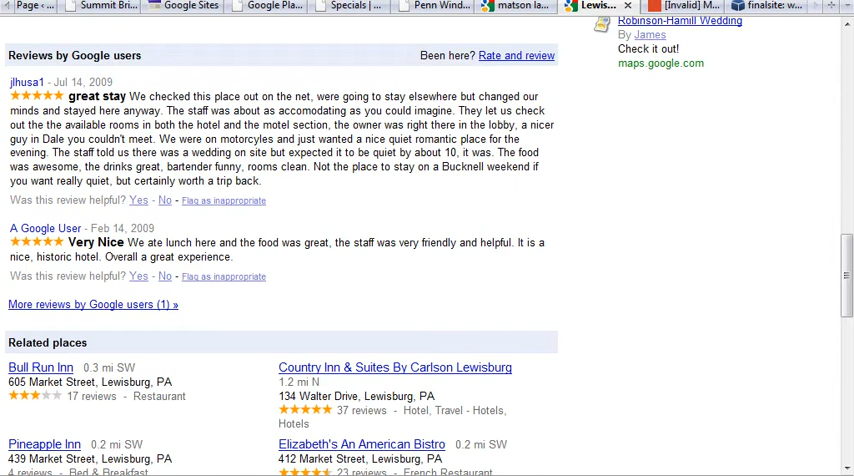 Page <...
Summit Bri...
Google Sites
Google Pla...
Specials | ...
Penn Wind...
matson la...
Lewis...
[Invalid] M...
finalsite: w...
Robinson-Hamill Wedding
By James
Check it out!
maps.google.com
Reviews by Google users
Been here? Rate and review
jlhusa1 - Jul 14, 2009
great stay We checked this place out on the net, were going to stay elsewhere but changed our
minds and stayed here anyway. The staff was about as accomodating as you could imagine. They let us check
out the the available rooms in both the hotel and the motel section, the owner was right there in the lobby, a nicer
guy in Dale you couldn't meet. We were on motorcyles and just wanted a nice quiet romantic place for the
evening. The staff told us there was a wedding on site but expected it to be quiet by about 10, it was. The food
was awesome, the drinks great, bartender funny, rooms clean. Not the place to stay on a Bucknell weekend if
you want really quiet, but certainly worth a trip back.
Was this review helpful? Yes - No - Flag as inappropriate
A Google User - Feb 14, 2009
Very Nice We ate lunch here and the food was great, the staff was very friendly and helpful. It is a
nice, historic hotel. Overall a great experience.
Was this review helpful? Yes - No - Flag as inappropriate
More reviews by Google users (1) »
Related places
Bull Run Inn 0.3 mi SW
605 Market Street, Lewisburg, PA
17 reviews - Restaurant
Country Inn & Suites By Carlson Lewisburg
1.2 mi N
134 Walter Drive, Lewisburg, PA
37 reviews - Hotel, Travel - Hotels,
Hotels
Pineapple Inn 0.2 mi SW
439 Market Street, Lewisburg, PA
4 reviews - Bed & Breakfast
Elizabeth's An American Bistro 0.2 mi SW
412 Market Street, Lewisburg, PA
23 reviews - French Restaurant